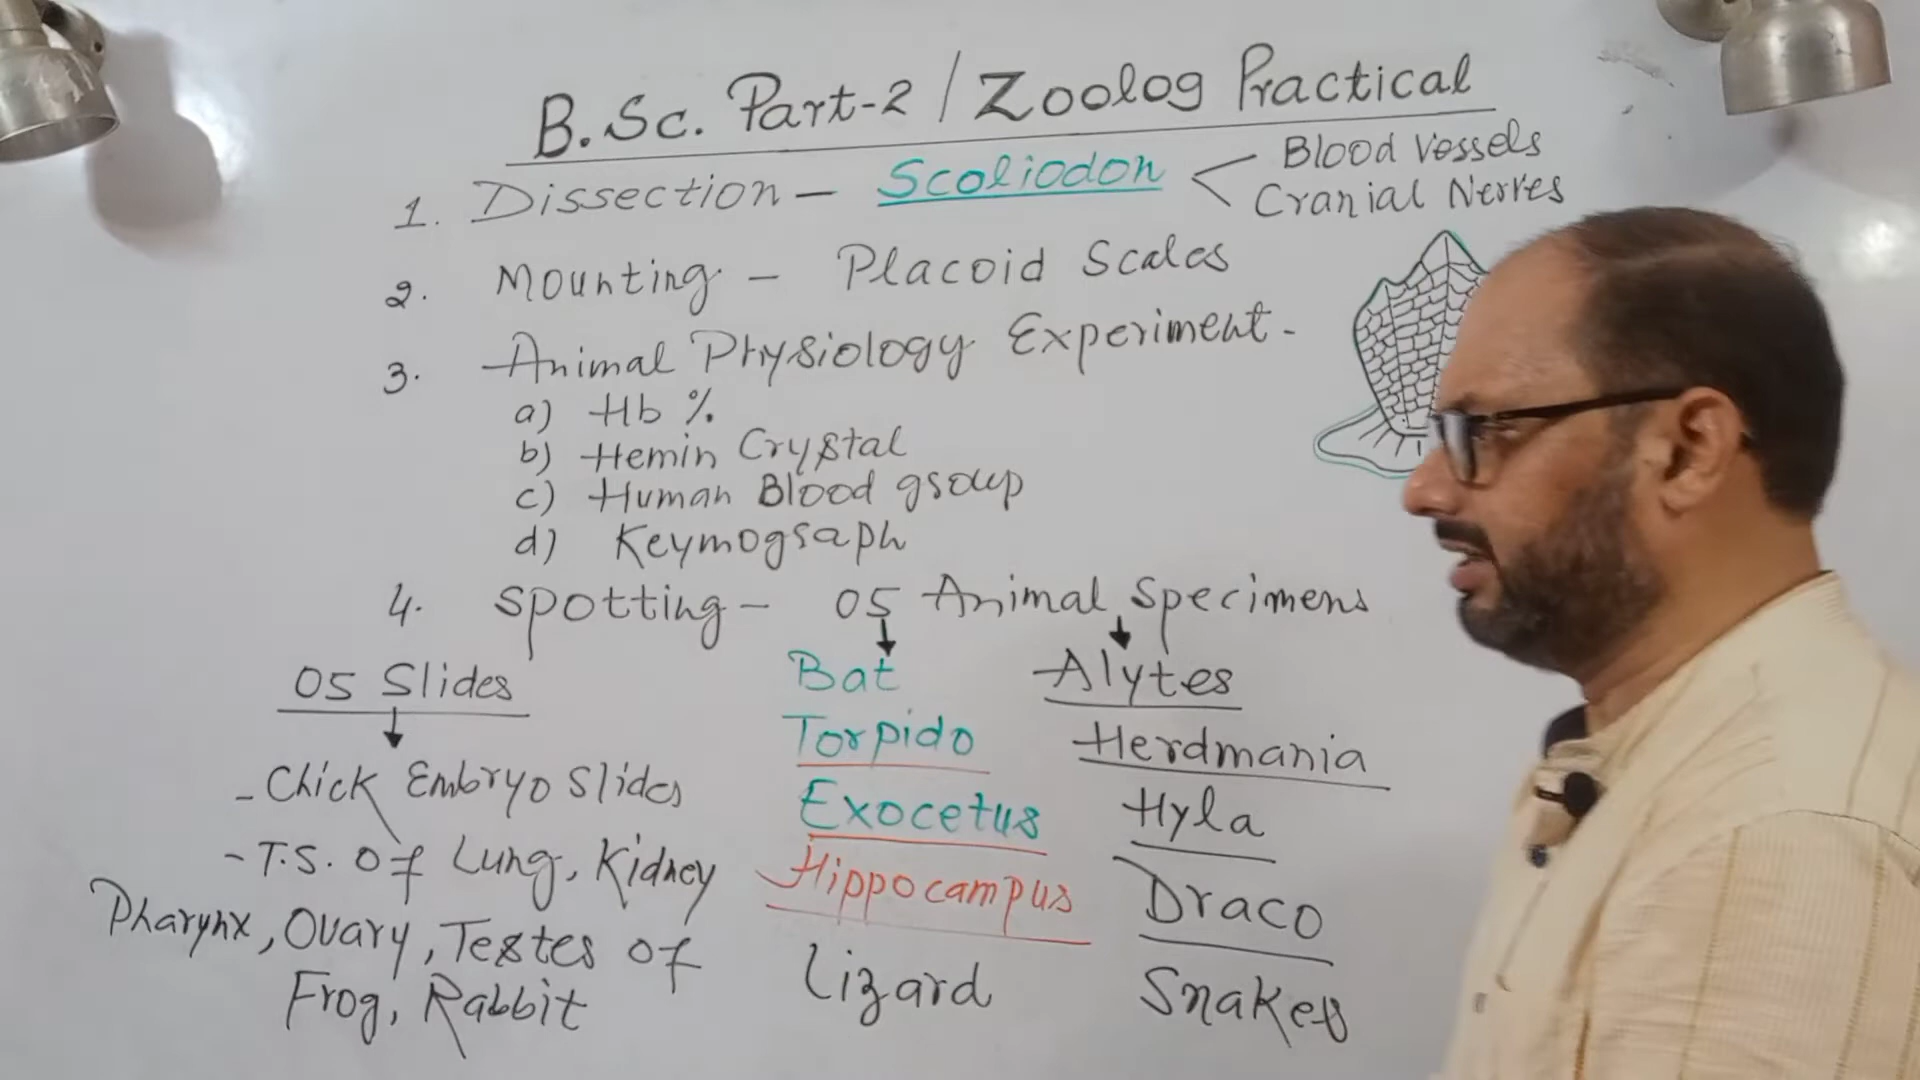 B.Sc. Part-2 / Zoolog Practical
1. Dissection - Scoliodon < Blood Vessels
Cranial Nerves
2. Mounting - Placoid Scales
3. Animal Physiology Experiment -
a) Hb %
b) Hemin Crystal
c) Human Blood group
d) Keymograph
4. Spotting - 05 Animal Specimens
05 Slides
- Chick Embryo Slides
- T.S. Of Lung, Kidney
Pharynx, Ovary, Testes of
Frog, Rabbit
Bat
Torpido
Exocetus
Hippocampus
Lizard
Alytes
Herdmania
Hyla
Draco
Snakes